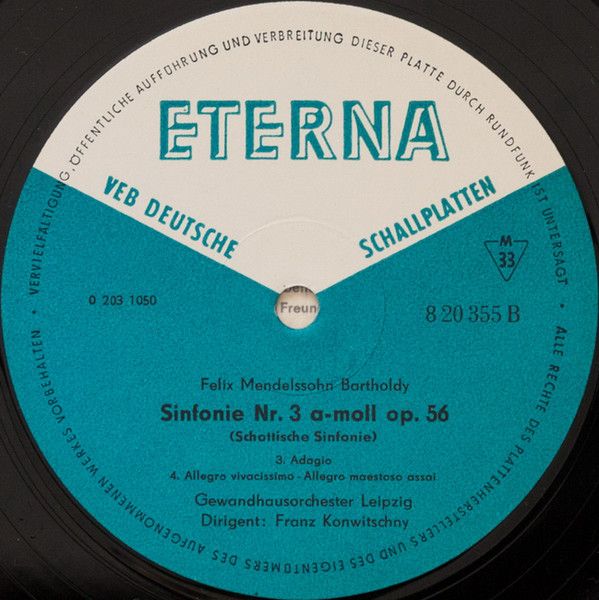 VERVIELFÄLTIGUNG, ÖFFENTLICHE AUFFÜHRUNG UND VERBREITUNG DIESER PLATTE DURCH RUNDFUNK IST UNTERSAGT • ALLE RECHTE DES PLATTENHERSTELLERS UND DES EIGENTÜMERS DES AUFGENOMMENEN WERKES VORBEHALTEN •
ETERNA
VEB DEUTSCHE SCHALLPLATTEN
M
33
0 203 1050
Freun
8 20 355 B
Felix Mendelssohn Bartholdy
Sinfonie Nr. 3 a-moll op. 56
(Schottische Sinfonie)
3. Adagio
4. Allegro vivacissimo - Allegro maestoso assai
Gewandhausorchester Leipzig
Dirigent: Franz Konwitschny